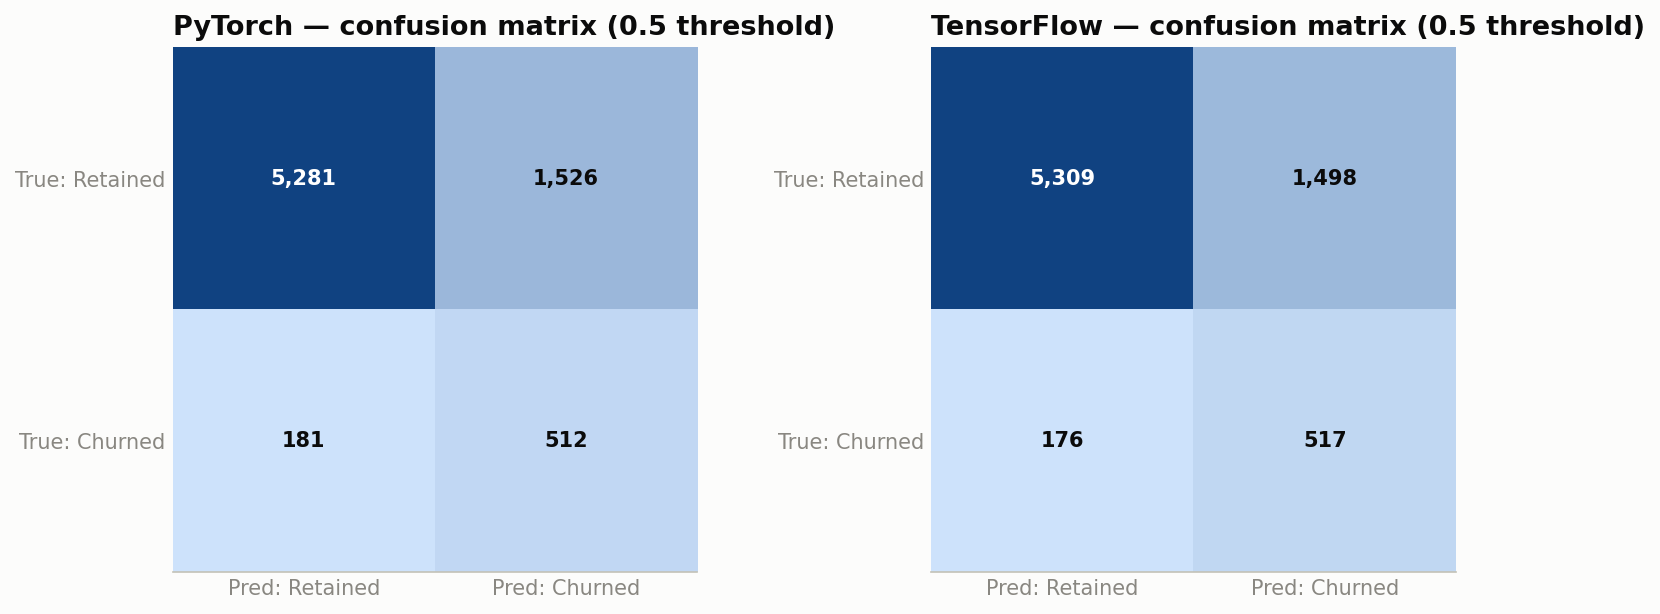 PyTorch — confusion matrix (0.5 threshold)
True: Retained
5,281
1,526
True: Churned
181
512
Pred: Retained
Pred: Churned
TensorFlow — confusion matrix (0.5 threshold)
True: Retained
5,309
1,498
True: Churned
176
517
Pred: Retained
Pred: Churned